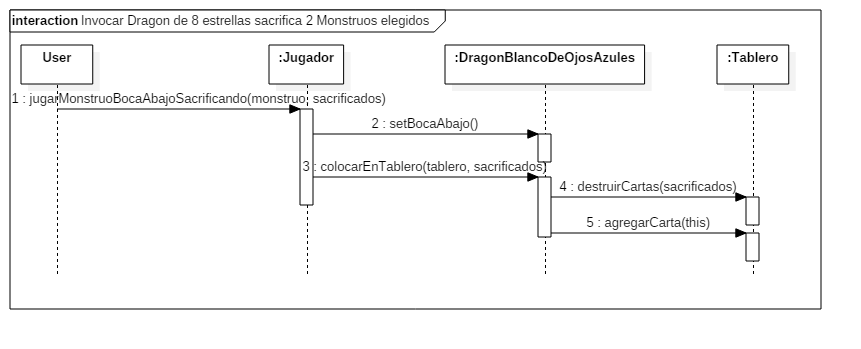 interaction Invocar Dragon de 8 estrellas sacrifica 2 Monstruos elegidos
User
:Jugador
:DragonBlancoDeOjosAzules
:Tablero
1 : jugarMonstruoBocaAbajoSacrificando(monstruo, sacrificados)
2 : setBocaAbajo()
3 : colocarEnTablero(tablero, sacrificados)
4 : destruirCartas(sacrificados)
5 : agregarCarta(this)